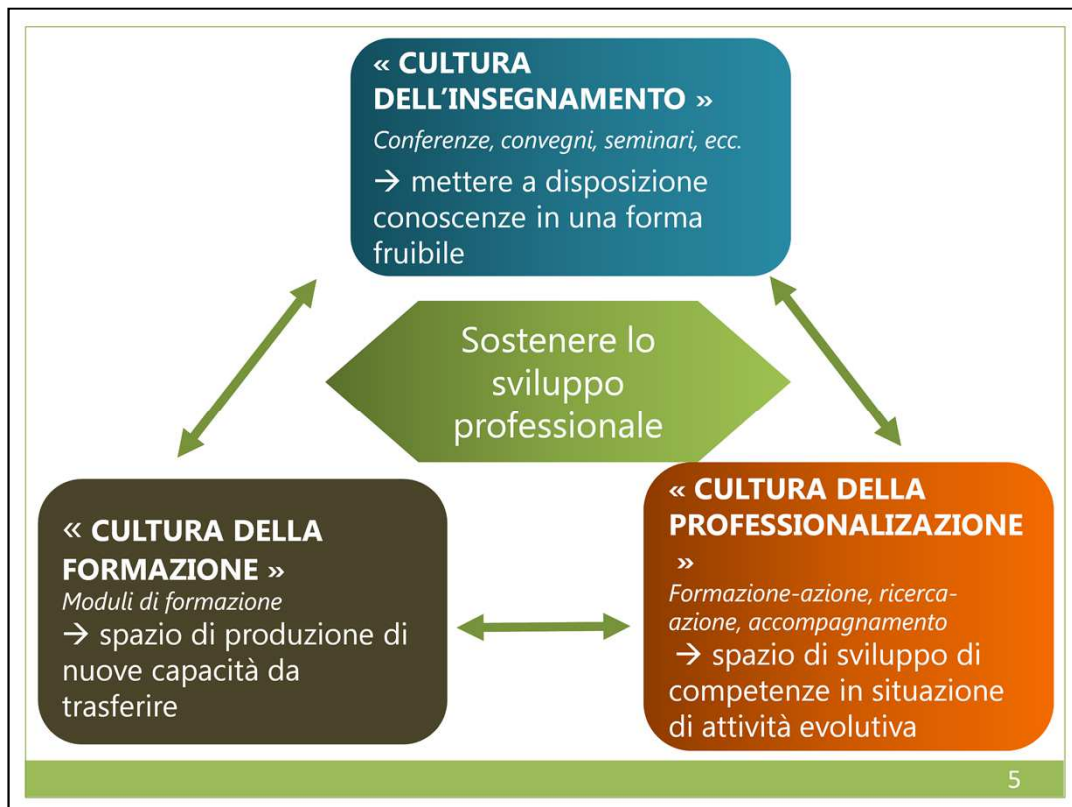 « CULTURA
DELL’INSEGNAMENTO »
Conferenze, convegni, seminari, ecc.
→ mettere a disposizione
conoscenze in una forma
fruibile
Sostenere lo
sviluppo
professionale
« CULTURA DELLA
FORMAZIONE »
Moduli di formazione
→ spazio di produzione di
nuove capacità da
trasferire
« CULTURA DELLA
PROFESSIONALIZAZIONE
»
Formazione-azione, ricerca-
azione, accompagnamento
→ spazio di sviluppo di
competenze in situazione
di attività evolutiva
5